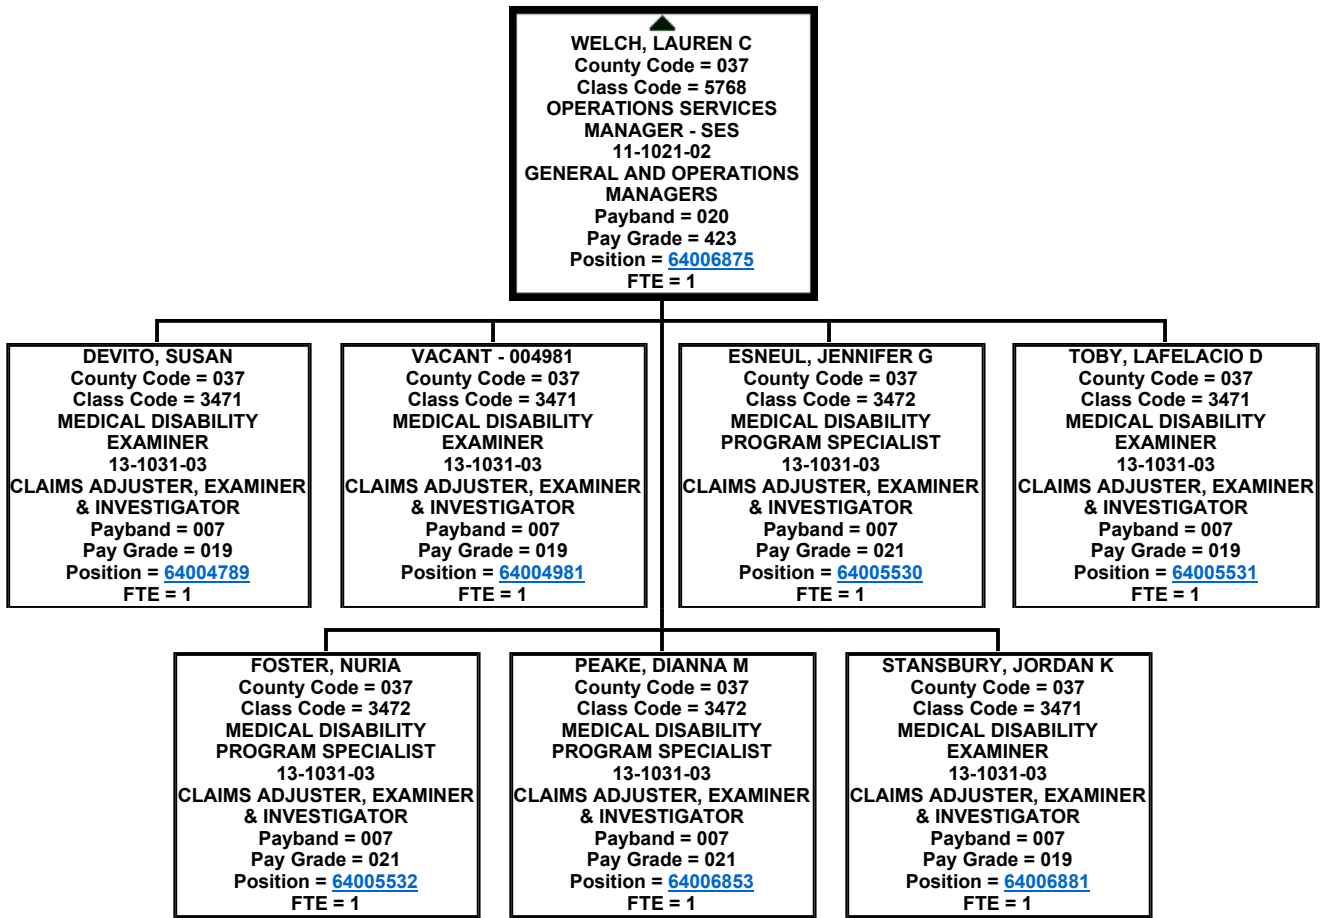 WELCH, LAUREN C
County Code = 037
Class Code = 5768
OPERATIONS SERVICES
MANAGER - SES
11-1021-02
GENERAL AND OPERATIONS
MANAGERS
Payband = 020
Pay Grade = 423
Position = 64006875
FTE = 1
DEVITO, SUSAN
County Code = 037
Class Code = 3471
MEDICAL DISABILITY
EXAMINER
13-1031-03
CLAIMS ADJUSTER, EXAMINER
& INVESTIGATOR
Payband = 007
Pay Grade = 019
Position = 64004789
FTE = 1
VACANT - 004981
County Code = 037
Class Code = 3471
MEDICAL DISABILITY
EXAMINER
13-1031-03
CLAIMS ADJUSTER, EXAMINER
& INVESTIGATOR
Payband = 007
Pay Grade = 019
Position = 64004981
FTE = 1
ESNEUL, JENNIFER G
County Code = 037
Class Code = 3472
MEDICAL DISABILITY
PROGRAM SPECIALIST
13-1031-03
CLAIMS ADJUSTER, EXAMINER
& INVESTIGATOR
Payband = 007
Pay Grade = 021
Position = 64005530
FTE = 1
TOBY, LAFELACIO D
County Code = 037
Class Code = 3471
MEDICAL DISABILITY
EXAMINER
13-1031-03
CLAIMS ADJUSTER, EXAMINER
& INVESTIGATOR
Payband = 007
Pay Grade = 019
Position = 64005531
FTE = 1
FOSTER, NURIA
County Code = 037
Class Code = 3472
MEDICAL DISABILITY
PROGRAM SPECIALIST
13-1031-03
CLAIMS ADJUSTER, EXAMINER
& INVESTIGATOR
Payband = 007
Pay Grade = 021
Position = 64005532
FTE = 1
PEAKE, DIANNA M
County Code = 037
Class Code = 3472
MEDICAL DISABILITY
PROGRAM SPECIALIST
13-1031-03
CLAIMS ADJUSTER, EXAMINER
& INVESTIGATOR
Payband = 007
Pay Grade = 021
Position = 64006853
FTE = 1
STANSBURY, JORDAN K
County Code = 037
Class Code = 3471
MEDICAL DISABILITY
EXAMINER
13-1031-03
CLAIMS ADJUSTER, EXAMINER
& INVESTIGATOR
Payband = 007
Pay Grade = 019
Position = 64006881
FTE = 1